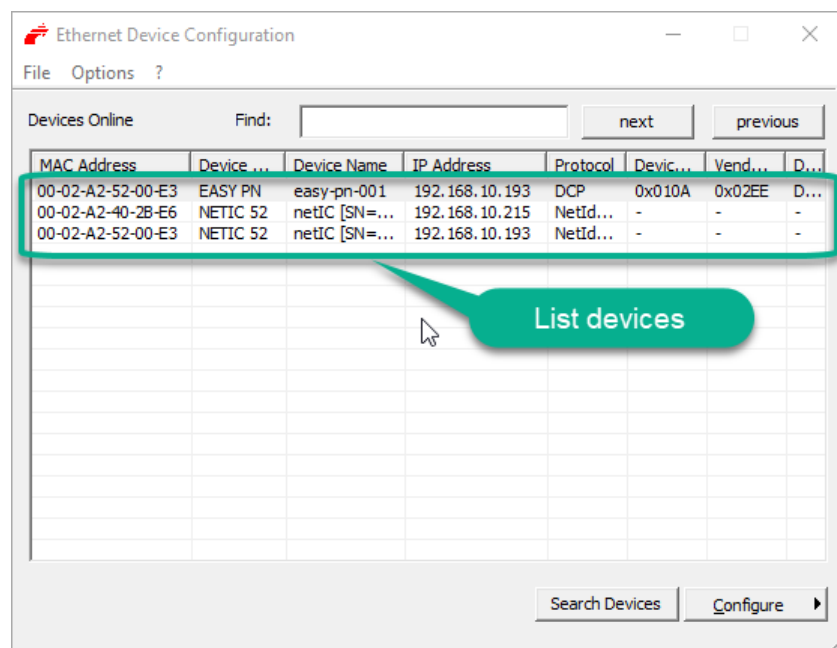 Ethernet Device Configuration
File Options ?
Devices Online Find: next previous
MAC Address Device ... Device Name IP Address Protocol Devic... Vend... D...
00-02-A2-52-00-E3 EASY PN easy-pn-001 192.168.10.193 DCP 0x010A 0x02EE D...
00-02-A2-40-2B-E6 NETIC 52 netIC [SN=... 192.168.10.215 NetId... - - -
00-02-A2-52-00-E3 NETIC 52 netIC [SN=... 192.168.10.193 NetId... - - -
List devices
Search Devices Configure